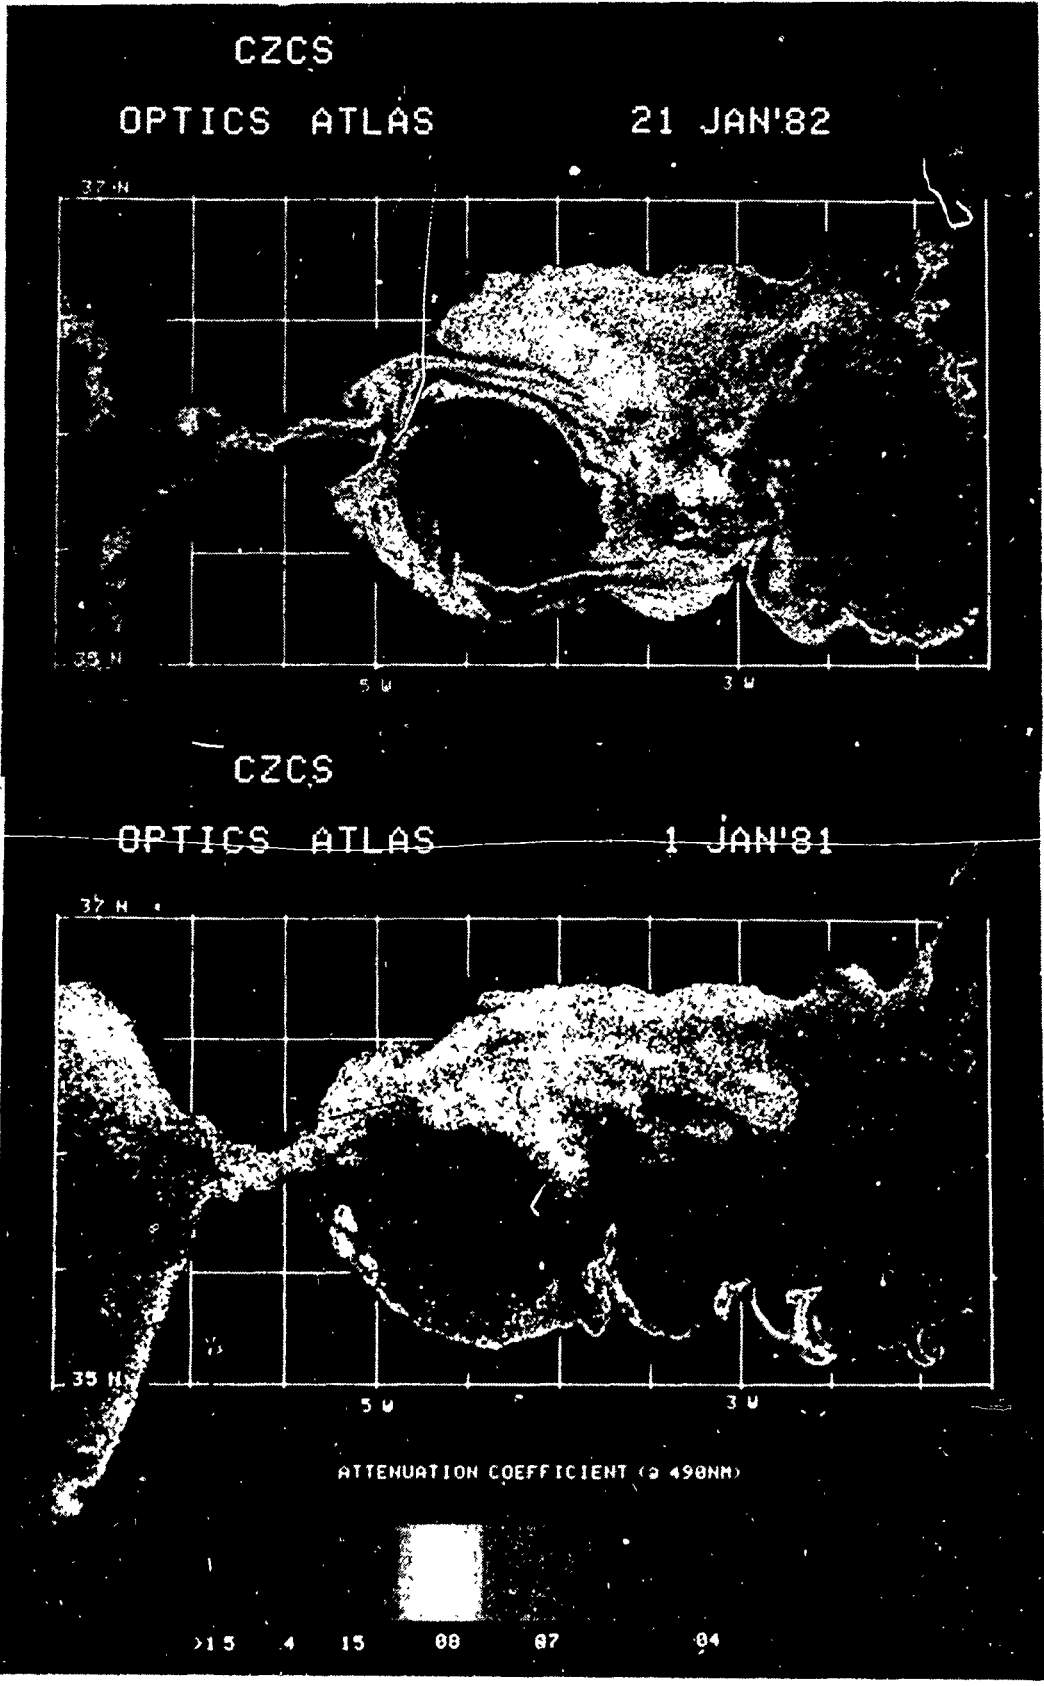 CZCS
OPTICS ATLAS 21 JAN'82
37 N
35 N
5 W 3 W
CZCS
OPTICS ATLAS 1 JAN'81
37 N
35 N
5 W 3 W
ATTENUATION COEFFICIENT (@ 490NM)
>1 5 .4 15 08 07 04